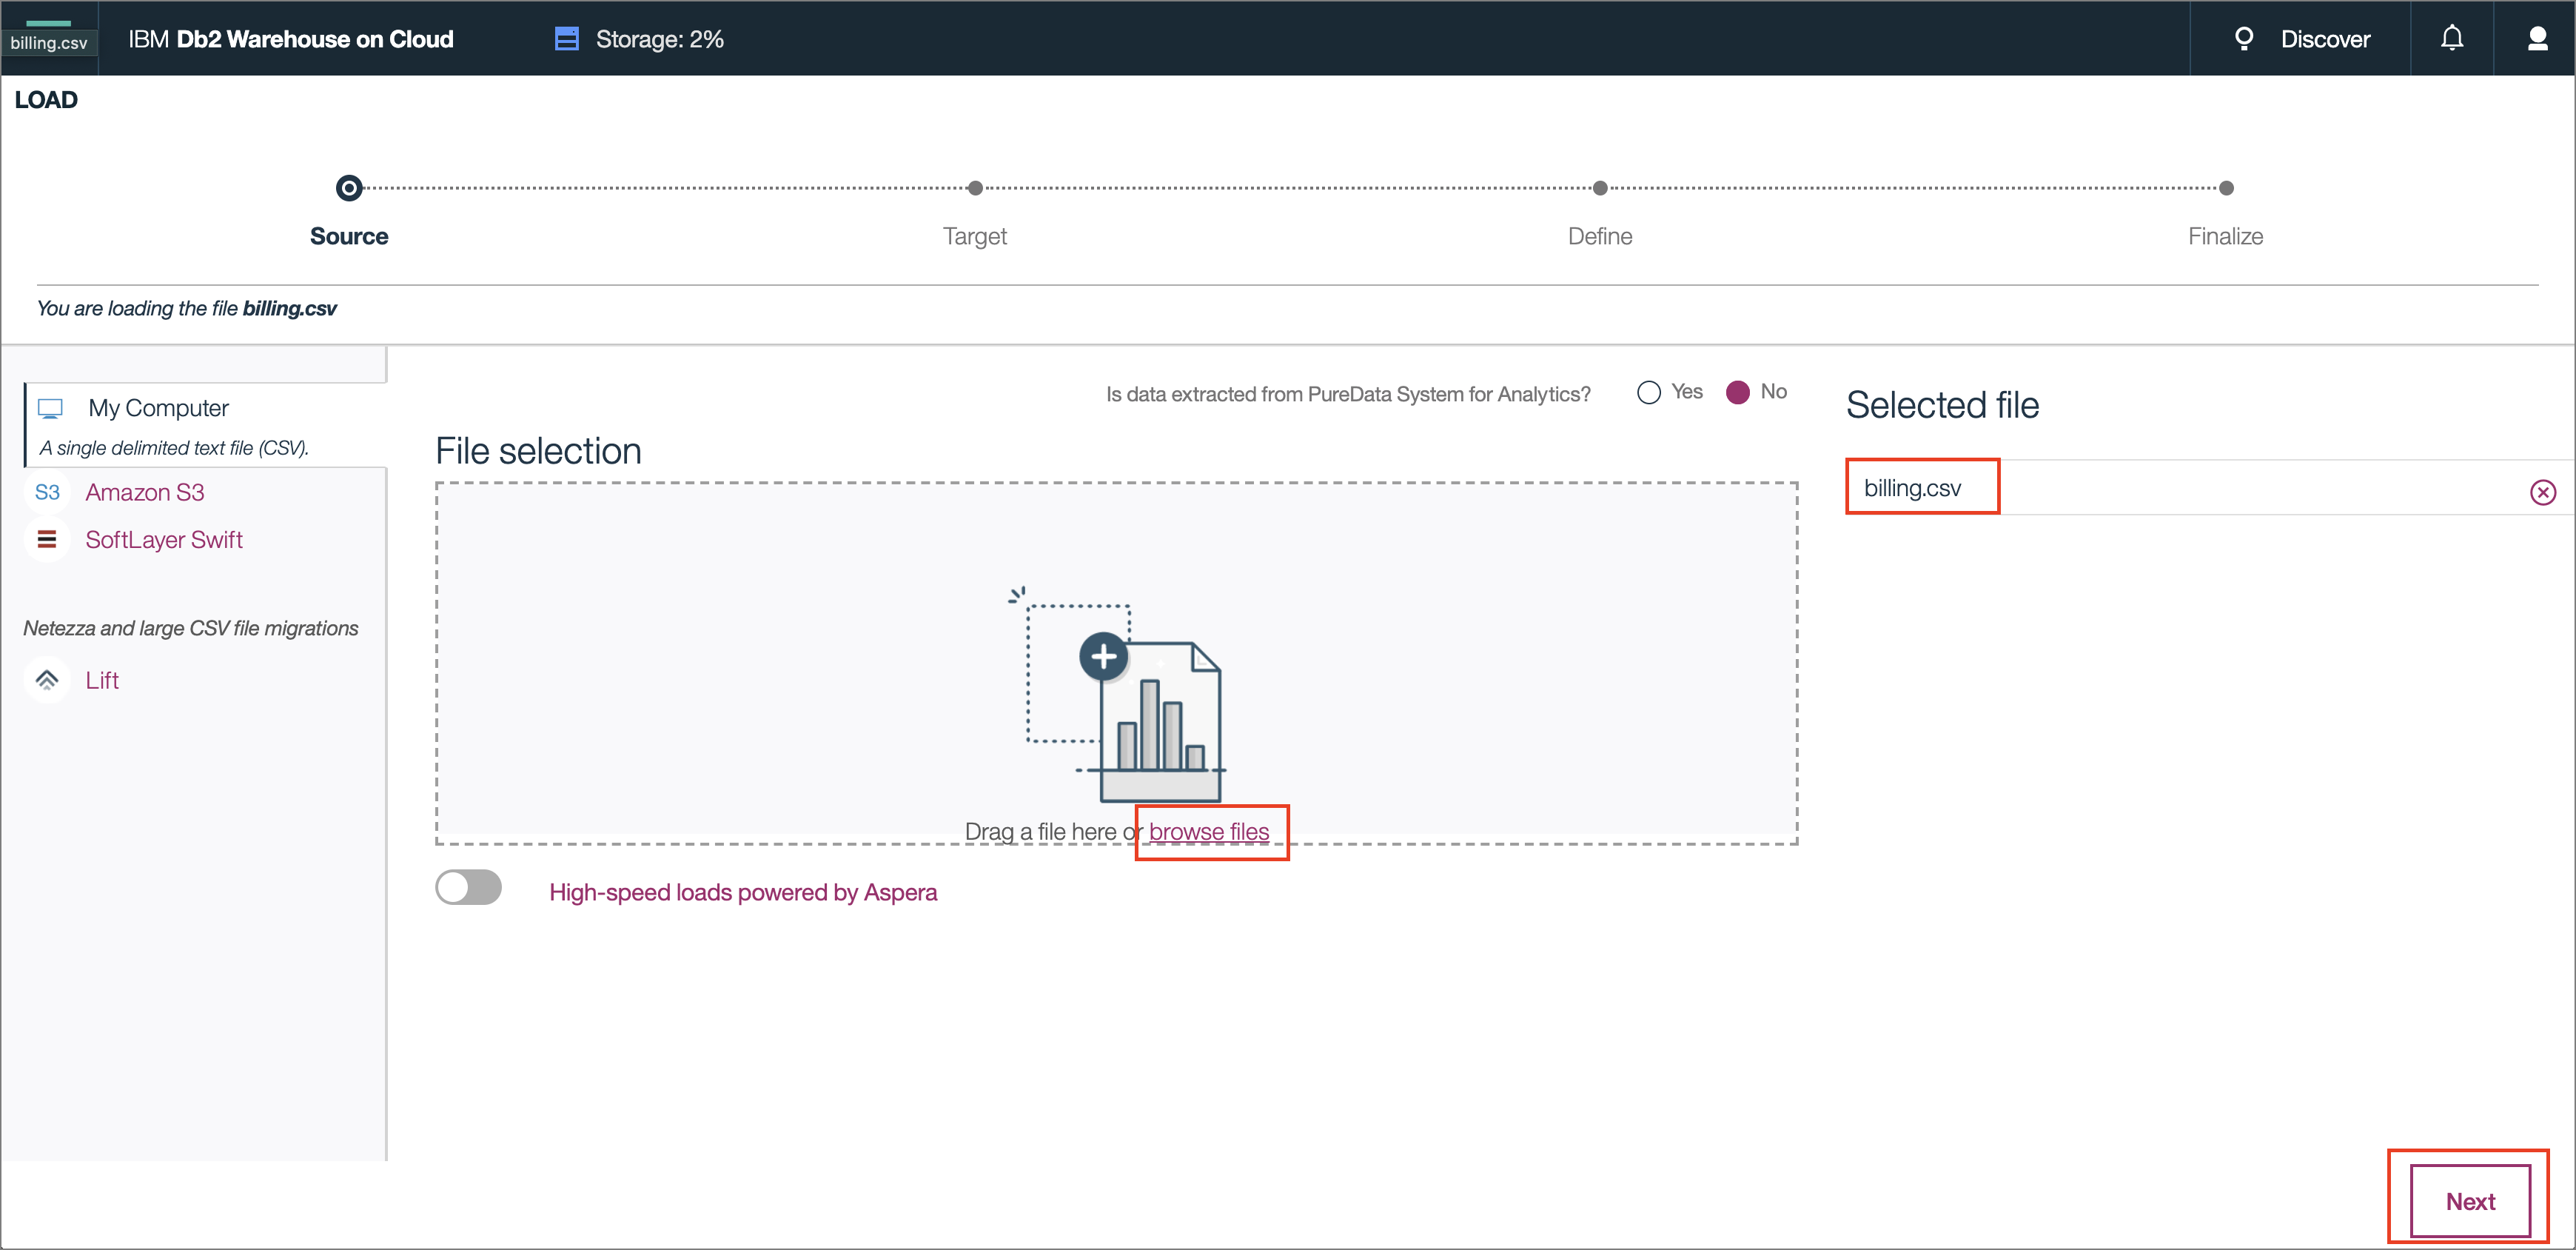 billing.csv
IBM Db2 Warehouse on Cloud
Storage: 2%
Discover
LOAD
Source
Target
Define
Finalize
You are loading the file billing.csv
My Computer
A single delimited text file (CSV).
S3 Amazon S3
SoftLayer Swift
Netezza and large CSV file migrations
Lift
Is data extracted from PureData System for Analytics?
Yes
No
File selection
Drag a file here or browse files
High-speed loads powered by Aspera
Selected file
billing.csv
Next